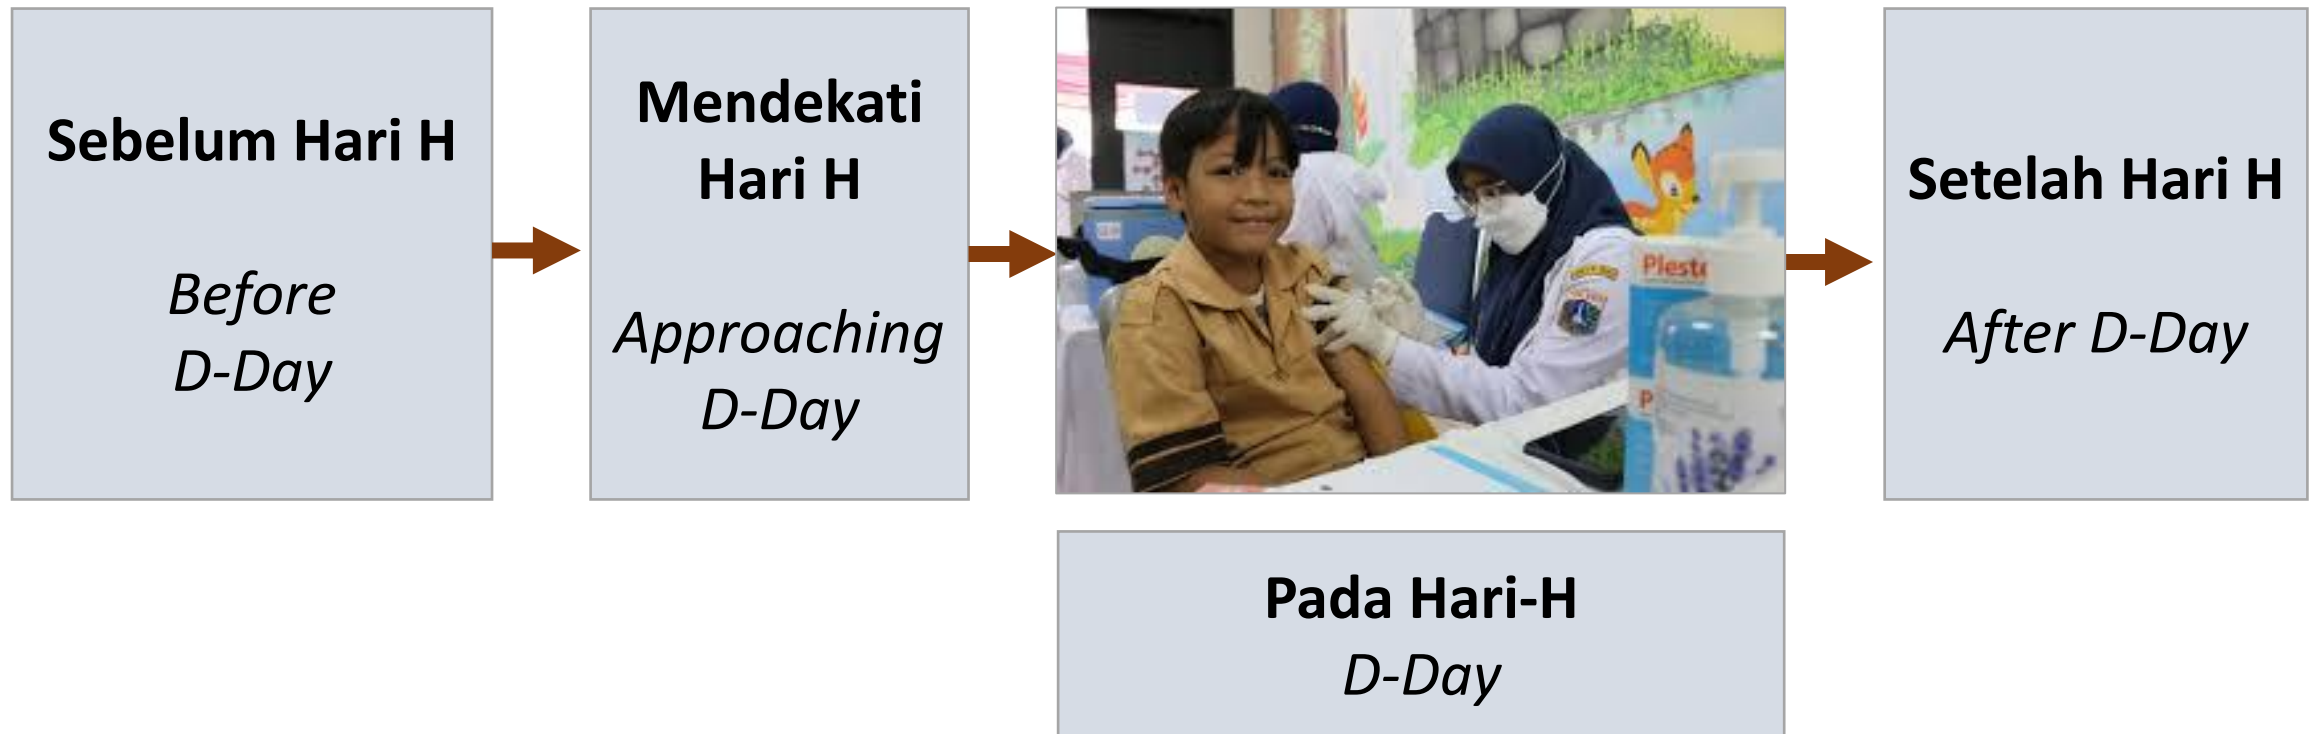 Sebelum Hari H
Before
D-Day
Mendekati
Hari H
Approaching
D-Day
Pada Hari-H
D-Day
Setelah Hari H
After D-Day